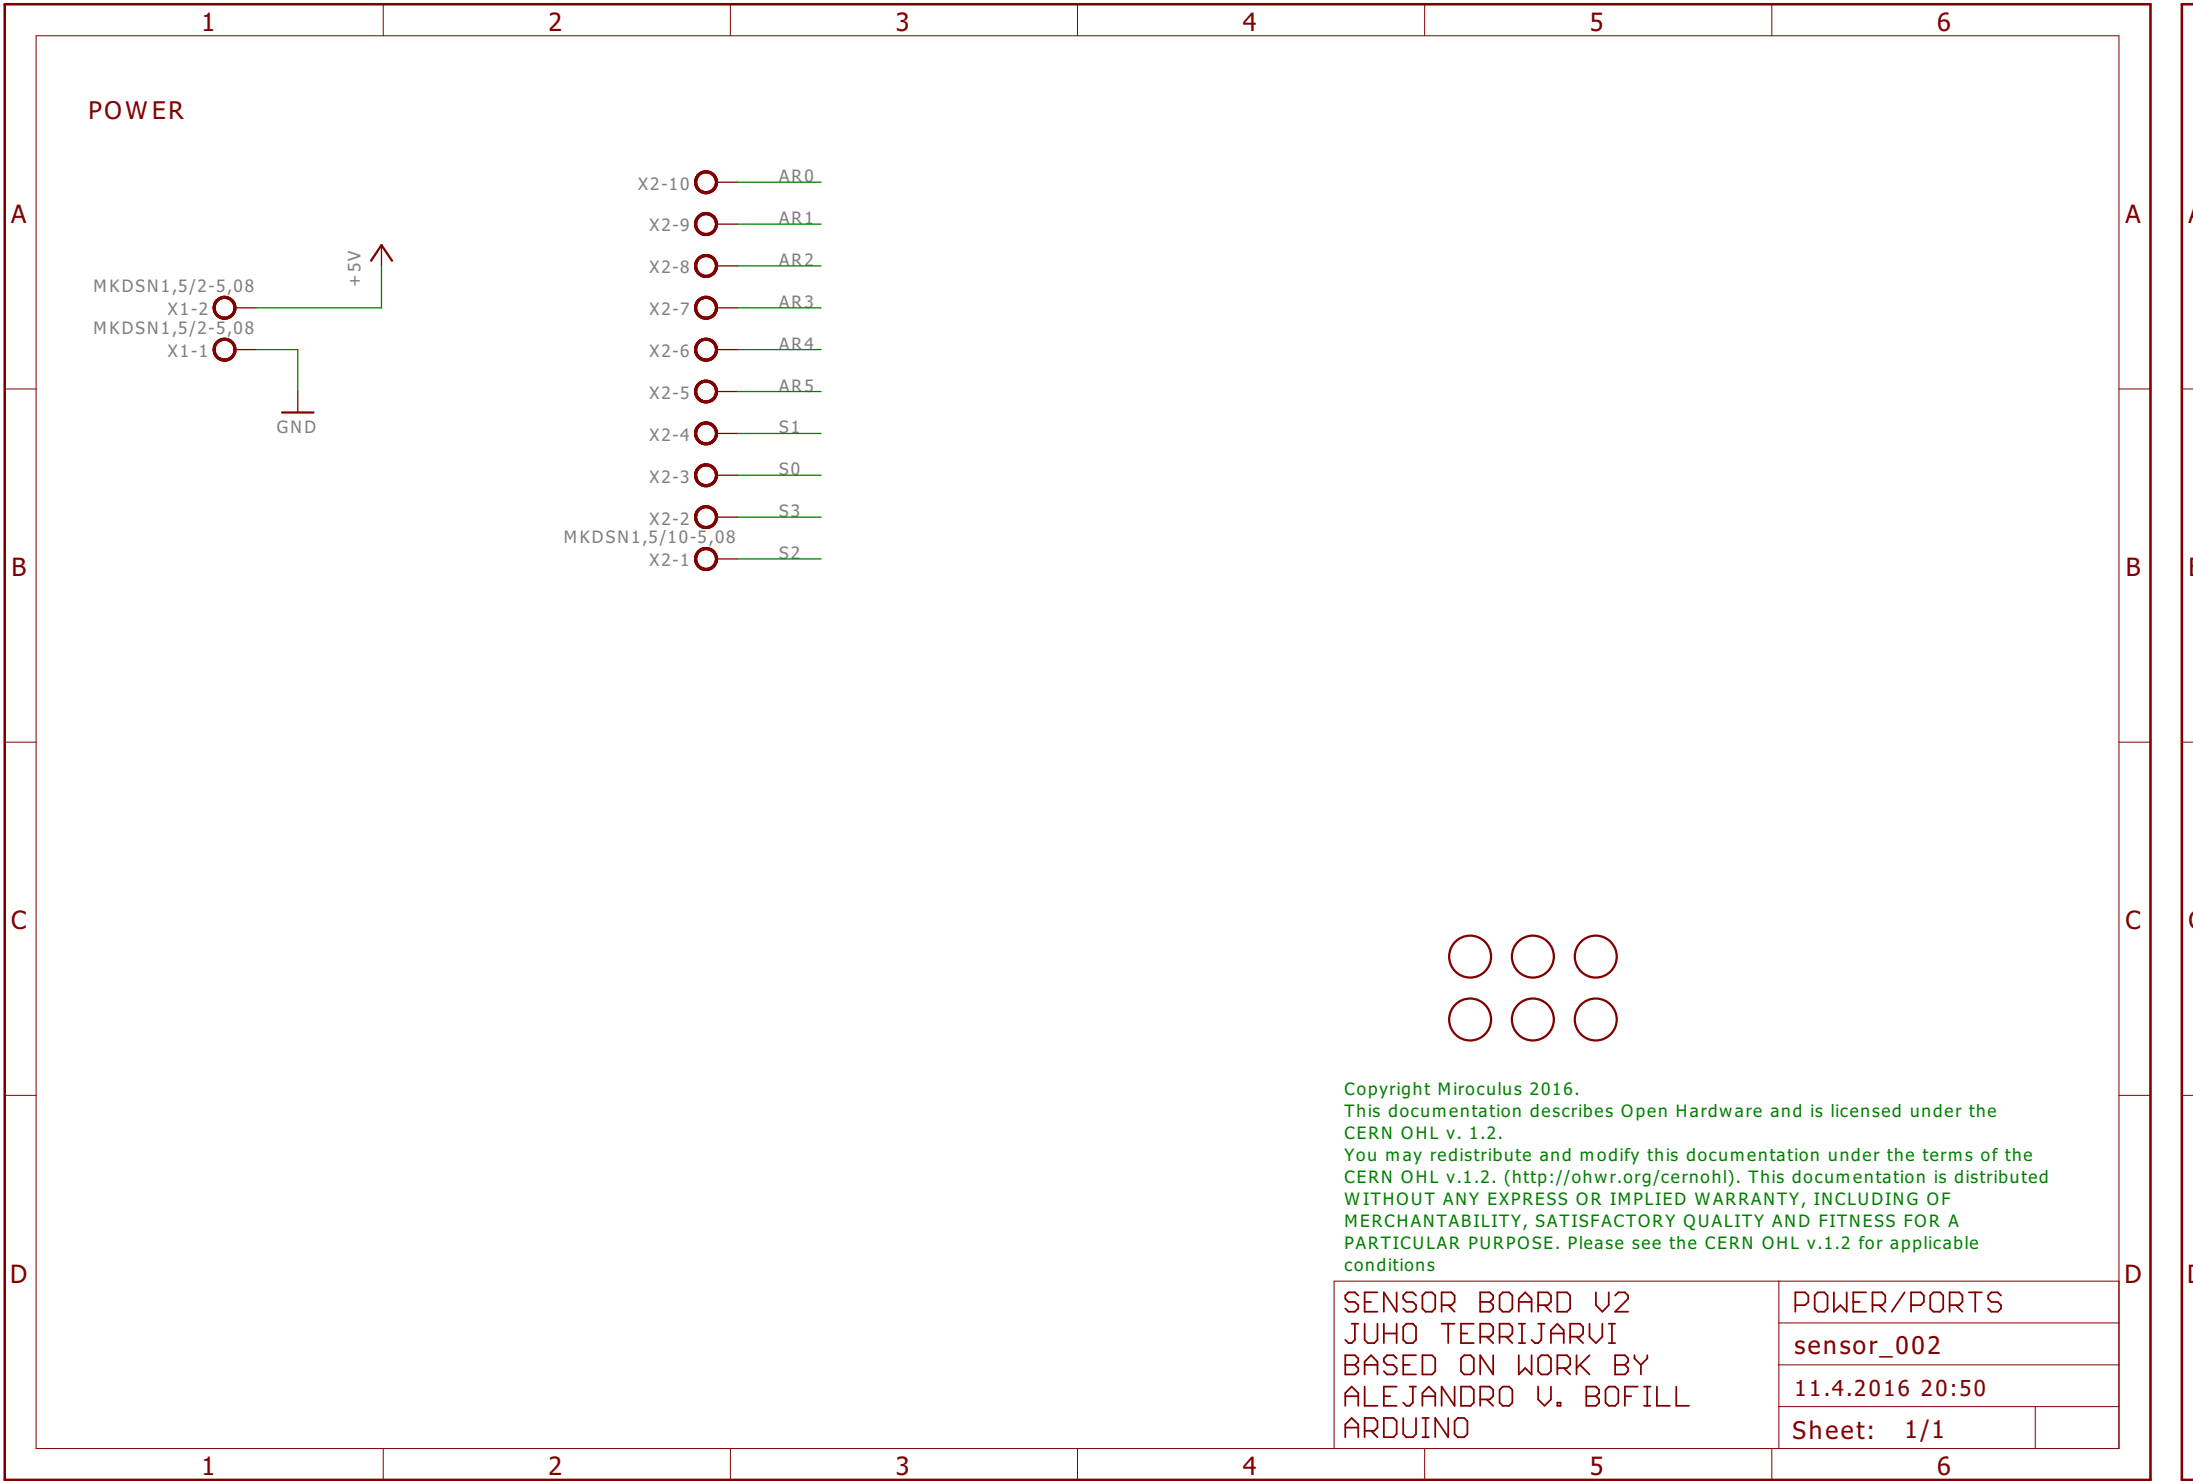 1 2 3 4 5 6
POWER
X2-10 AR0
A A
X2-9 AR1
+5V
X2-8 AR2
MKDSN1,5/2-5,08
X1-2
X2-7 AR3
MKDSN1,5/2-5,08
X1-1
X2-6 AR4
X2-5 AR5
GND
X2-4 S1
X2-3 S0
X2-2 S3
MKDSN1,5/10-5,08
X2-1 S2
B B
C C
Copyright Miroculus 2016.
This documentation describes Open Hardware and is licensed under the
CERN OHL v. 1.2.
You may redistribute and modify this documentation under the terms of the
CERN OHL v.1.2. (http://ohwr.org/cernohl). This documentation is distributed
WITHOUT ANY EXPRESS OR IMPLIED WARRANTY, INCLUDING OF
MERCHANTABILITY, SATISFACTORY QUALITY AND FITNESS FOR A
PARTICULAR PURPOSE. Please see the CERN OHL v.1.2 for applicable
conditions
D D
SENSOR BOARD V2
JUHO TERRIJARVI
BASED ON WORK BY
ALEJANDRO V. BOFILL
ARDUINO
POWER/PORTS
sensor_002
11.4.2016 20:50
Sheet: 1/1
1 2 3 4 5 6